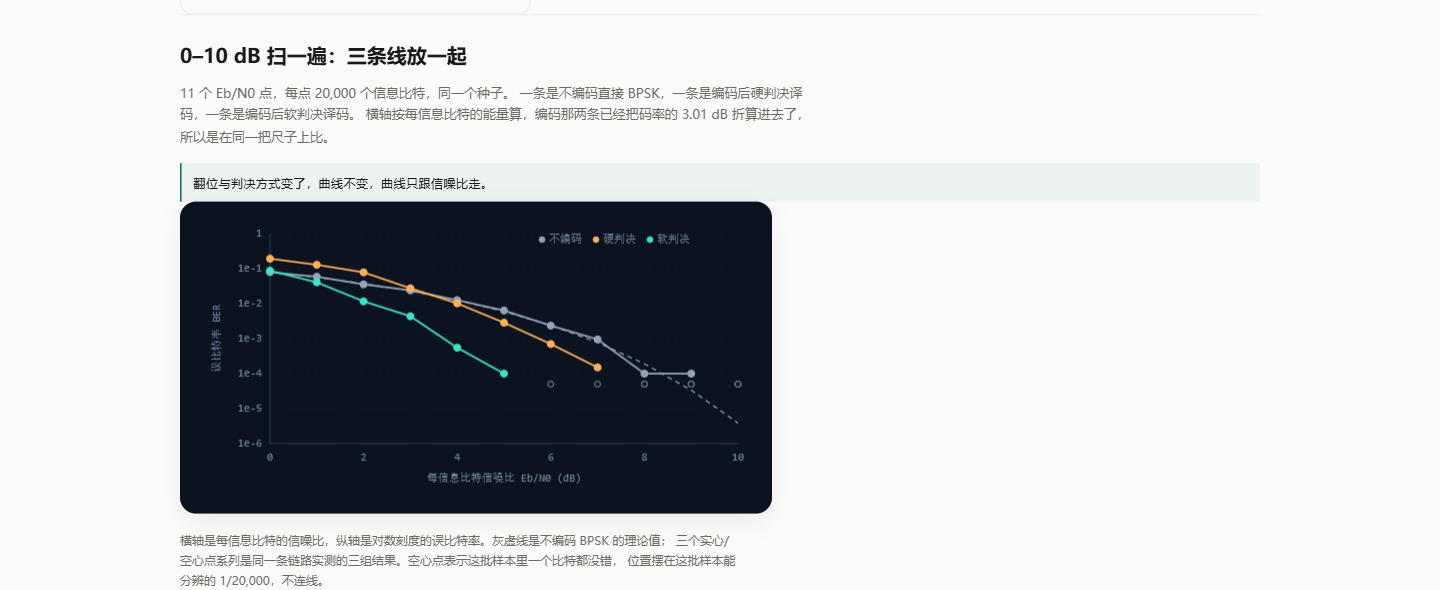 0–10 dB 扫一遍：三条线放一起
11 个 Eb/N0 点，每点 20,000 个信息比特，同一个种子。 一条是不编码直接 BPSK，一条是编码后硬判决译
码，一条是编码后软判决译码。 横轴按每信息比特的能量算，编码那两条已经把码率的 3.01 dB 折算进去了，
所以是在同一把尺子上比。
翻位与判决方式变了，曲线不变，曲线只跟信噪比走。
不编码 硬判决 软判决
1
1e-1
1e-2
1e-3
1e-4
1e-5
1e-6
误比特率 BER
0 2 4 6 8 10
每信息比特信噪比 Eb/N0 (dB)
横轴是每信息比特的信噪比，纵轴是对数刻度的误比特率。灰虚线是不编码 BPSK 的理论值； 三个实心/
空心点系列是同一条链路实测的三组结果。空心点表示这批样本里一个比特都没错， 位置摆在这批样本能
分辨的 1/20,000，不连线。